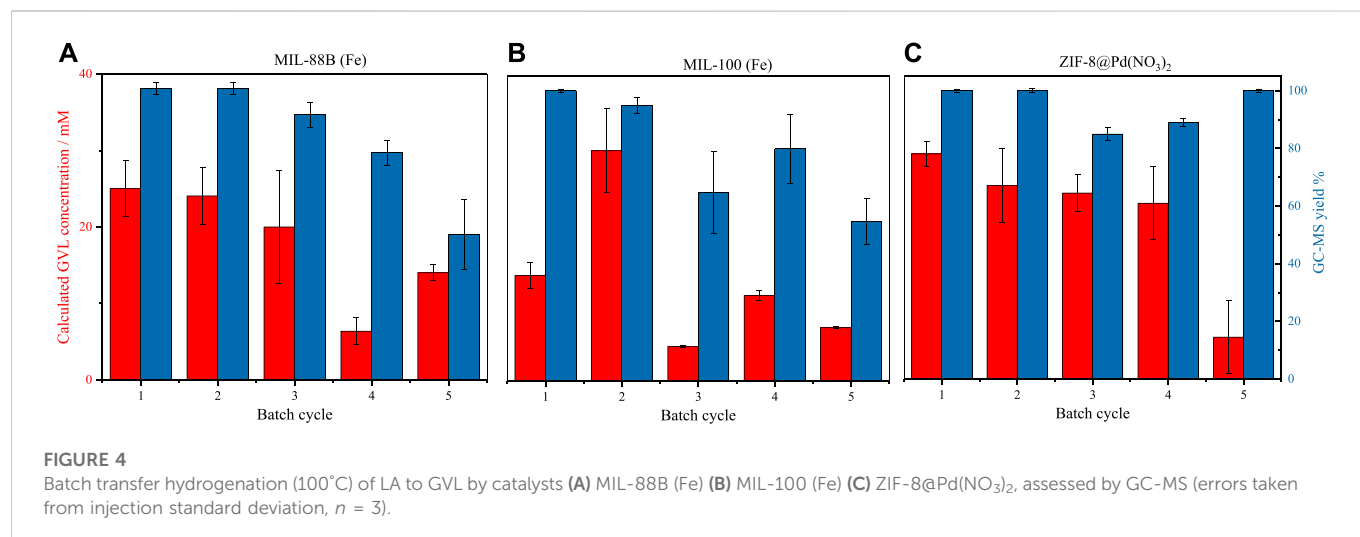 A
MIL-88B (Fe)
B
MIL-100 (Fe)
C
ZIF-8@Pd(NO3)2
Calculated GVL concentration / mM
40
20
0
1 2 3 4 5
Batch cycle
1 2 3 4 5
Batch cycle
1 2 3 4 5
Batch cycle
100
80
60
40
20
0
GC-MS yield %
FIGURE 4
Batch transfer hydrogenation (100˚C) of LA to GVL by catalysts (A) MIL-88B (Fe) (B) MIL-100 (Fe) (C) ZIF-8@Pd(NO3)2, assessed by GC-MS (errors taken
from injection standard deviation, n = 3).